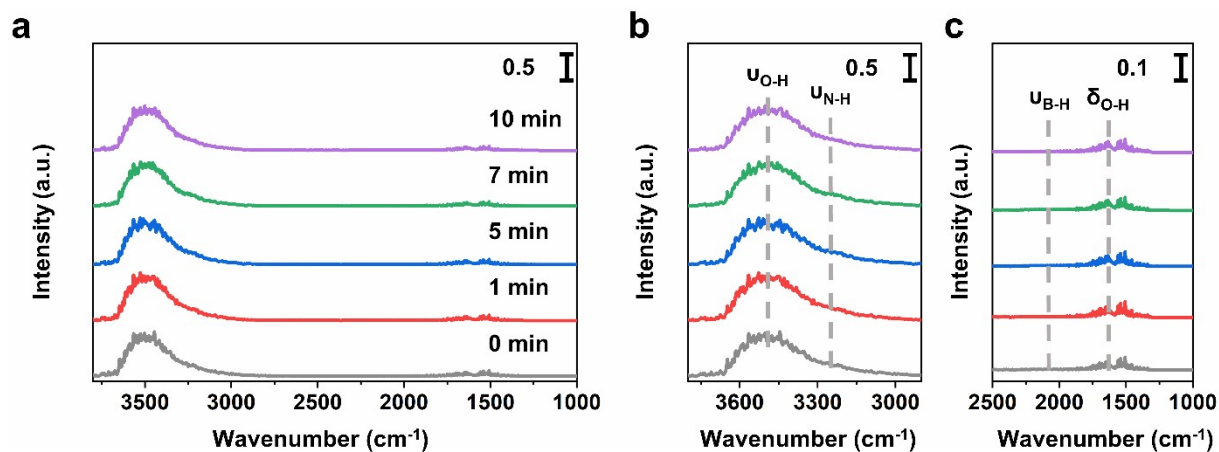 a
0.5
10 min
7 min
5 min
1 min
0 min
Intensity (a.u.)
3500 3000 2500 2000 1500 1000
Wavenumber (cm⁻¹)
b
0.5
υO-H
υN-H
Intensity (a.u.)
3600 3300 3000
Wavenumber (cm⁻¹)
c
0.1
υB-H δO-H
Intensity (a.u.)
2500 2000 1500 1000
Wavenumber (cm⁻¹)